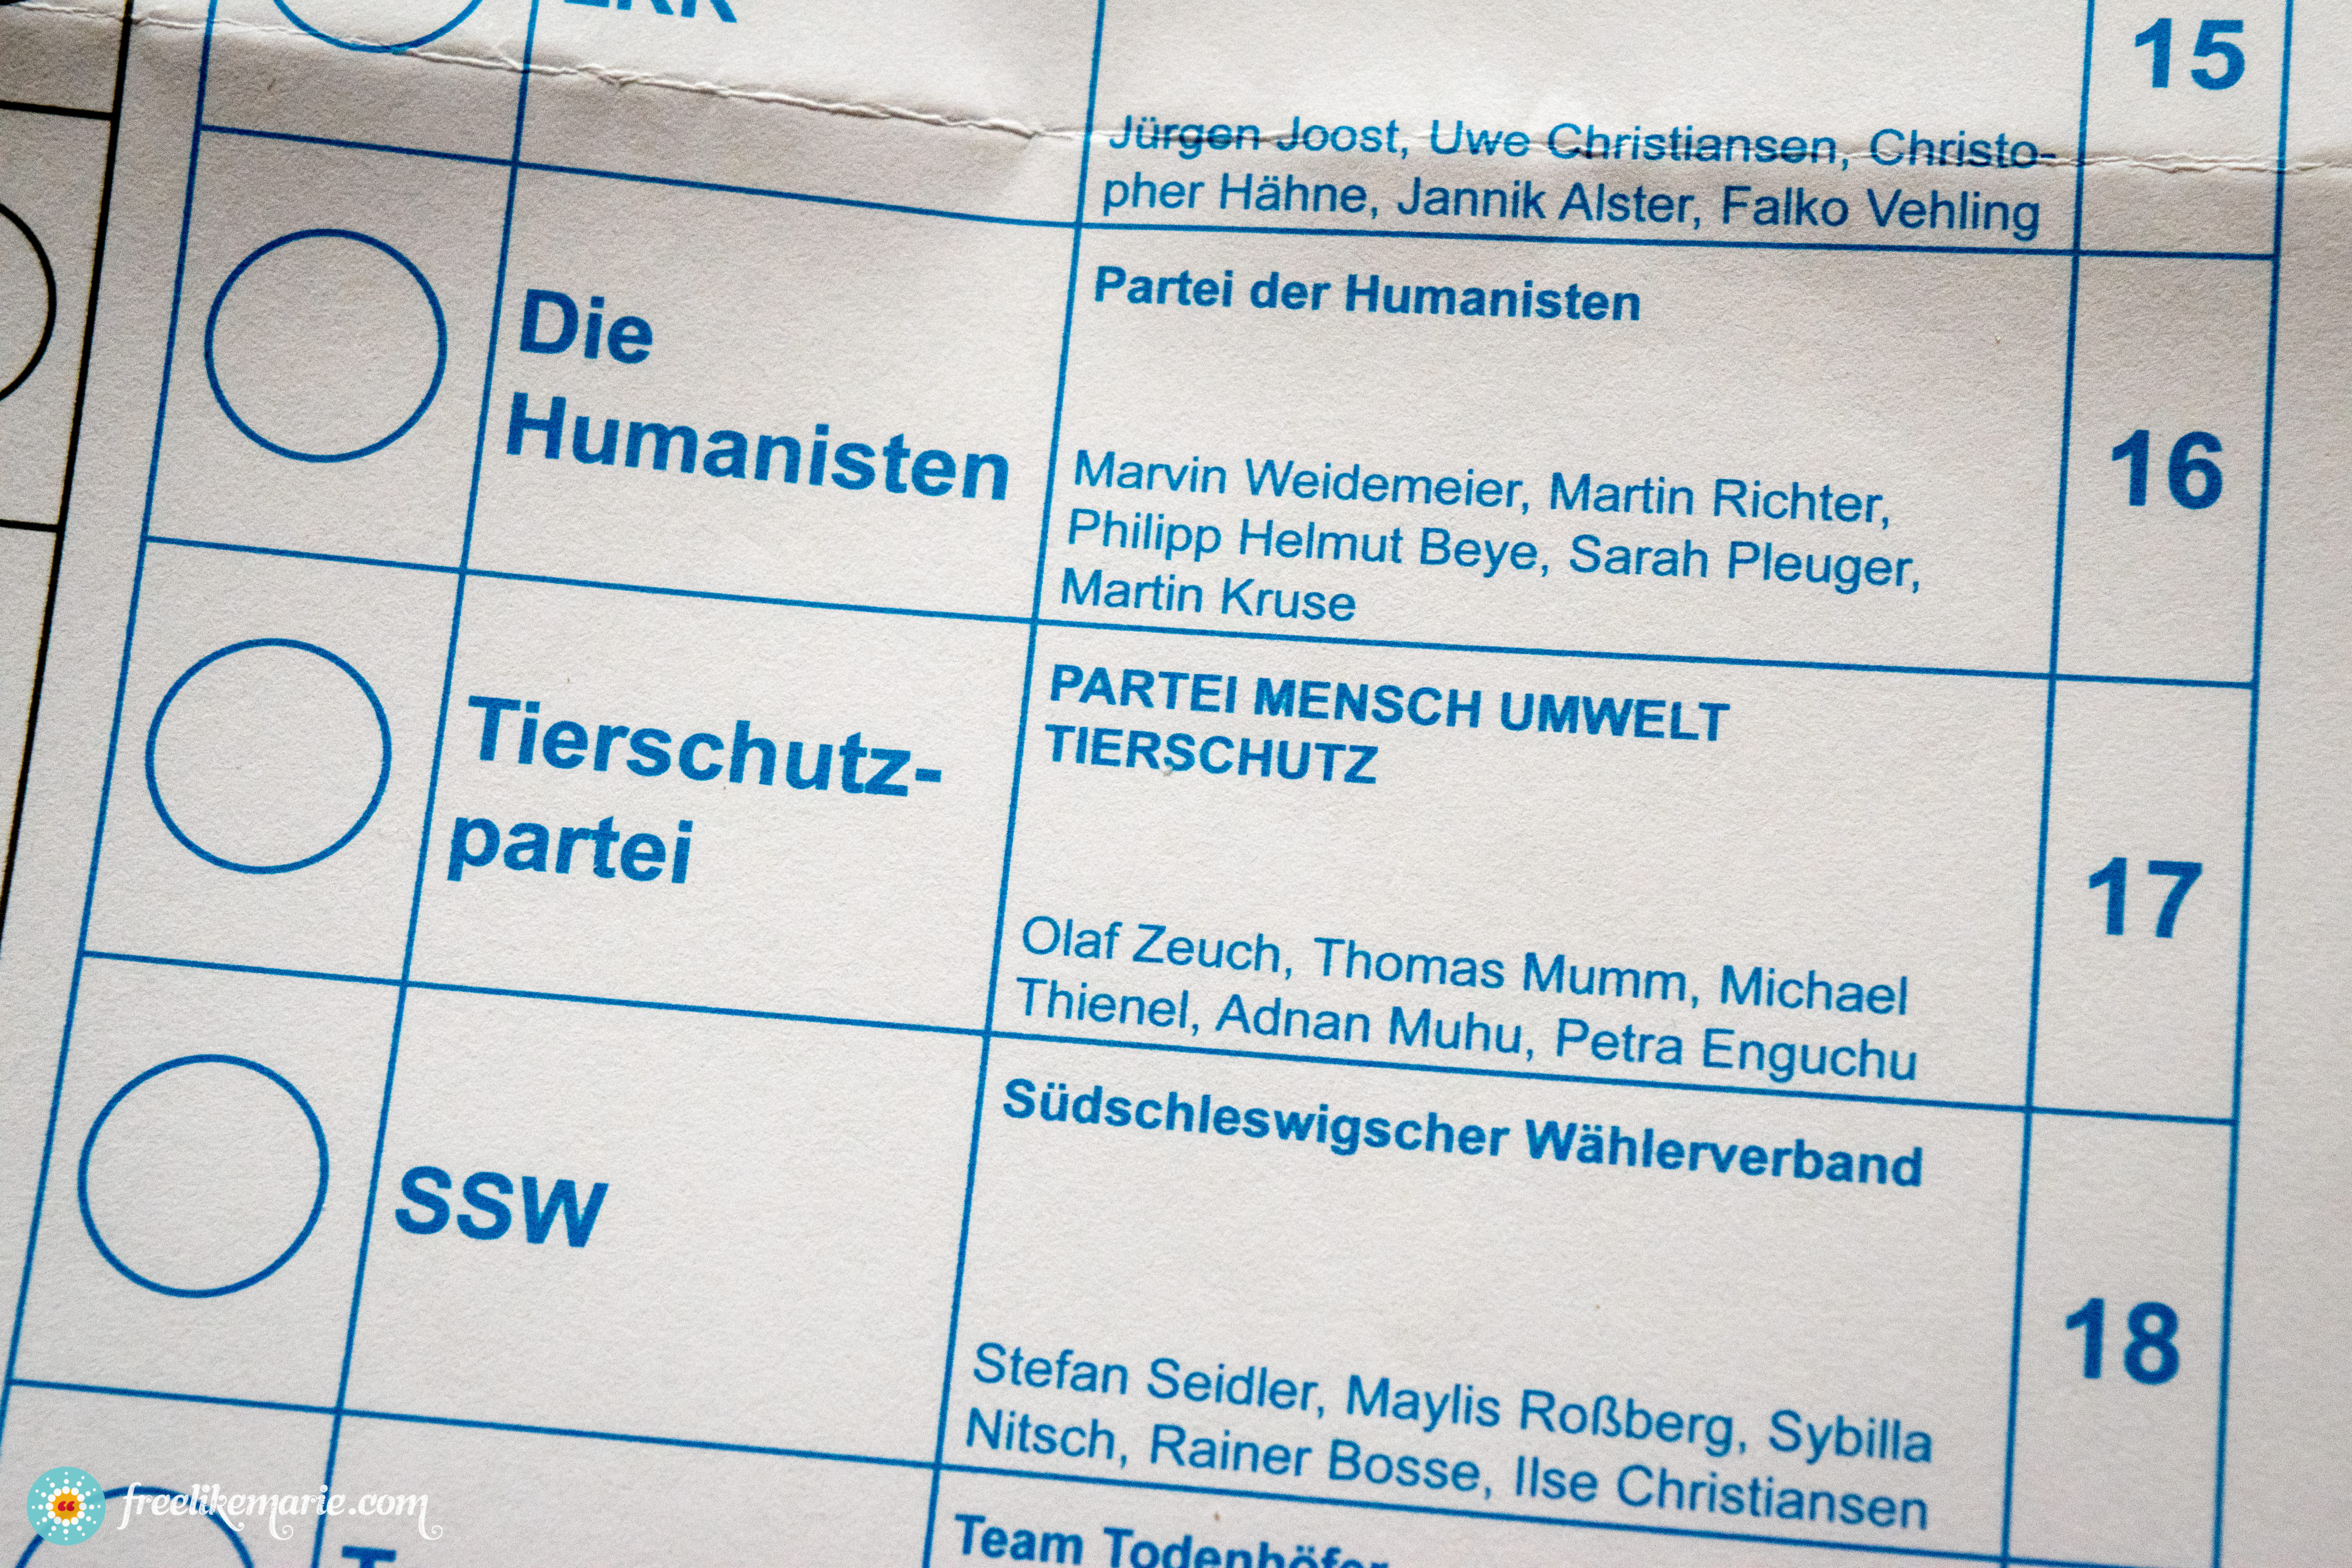 15
Jürgen Joost, Uwe Christiansen, Christo-
pher Hähne, Jannik Alster, Falko Vehling
Die
Humanisten
Partei der Humanisten
Marvin Weidemeier, Martin Richter,
Philipp Helmut Beye, Sarah Pleuger,
Martin Kruse
16
Tierschutz-
partei
PARTEI MENSCH UMWELT
TIERSCHUTZ
Olaf Zeuch, Thomas Mumm, Michael
Thienel, Adnan Muhu, Petra Enguchu
17
SSW
Südschleswigscher Wählerverband
Stefan Seidler, Maylis Roßberg, Sybilla
Nitsch, Rainer Bosse, Ilse Christiansen
18
Team Todenhöfer
freelikemarie.com